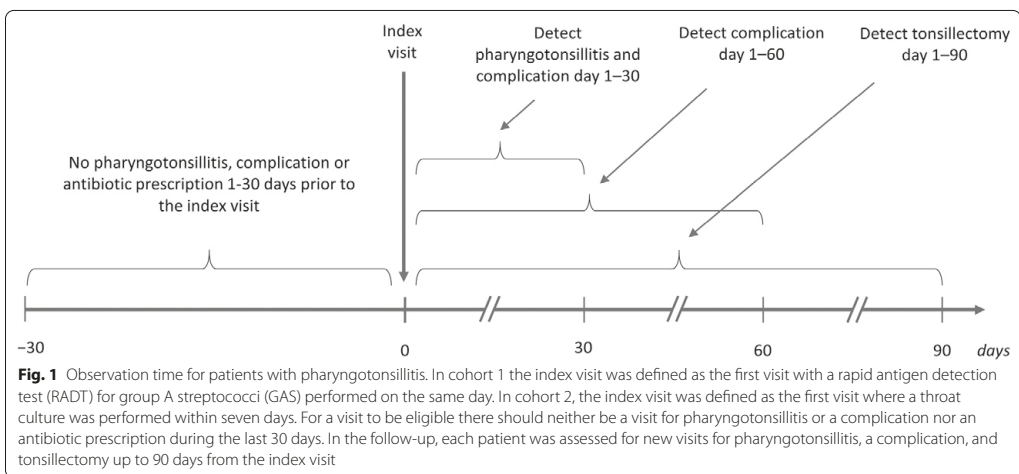 Index
visit
Detect
pharyngotonsillitis and
complication day 1–30
Detect complication
day 1–60
Detect tonsillectomy
day 1–90
No pharyngotonsillitis, complication or
antibiotic prescription 1-30 days prior to
the index visit
−30
0
30
60
90
days
Fig. 1 Observation time for patients with pharyngotonsillitis. In cohort 1 the index visit was defined as the first visit with a rapid antigen detection
test (RADT) for group A streptococci (GAS) performed on the same day. In cohort 2, the index visit was defined as the first visit where a throat
culture was performed within seven days. For a visit to be eligible there should neither be a visit for pharyngotonsillitis or a complication nor an
antibiotic prescription during the last 30 days. In the follow-up, each patient was assessed for new visits for pharyngotonsillitis, a complication, and
tonsillectomy up to 90 days from the index visit